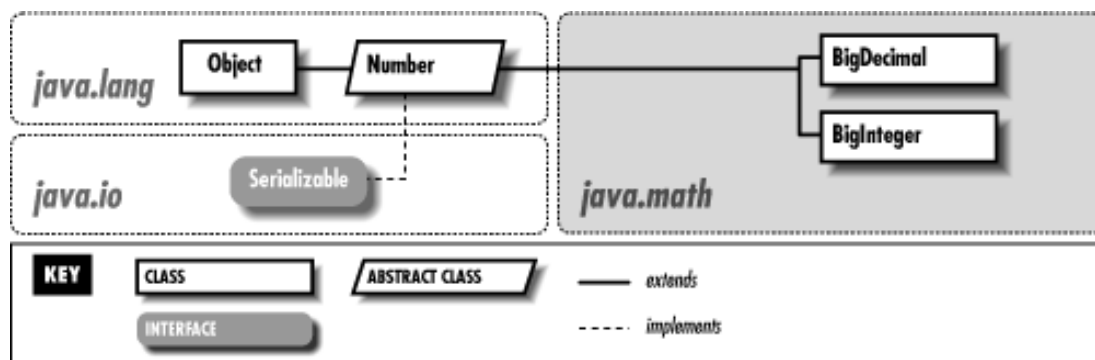 Object
Number
java.lang
BigDecimal
BigInteger
Serializable
java.io
java.math
KEY
CLASS
ABSTRACT CLASS
extends
INTERFACE
implements